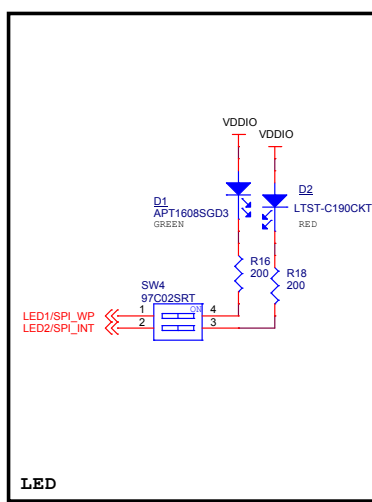 VDDIO
VDDIO
D1
APT1608SGD3
GREEN
D2
LTST-C190CKT
RED
R16
200
R18
200
SW4
97C02SRT
ON
LED1/SPI_WP
1
4
LED2/SPI_INT
2
3
LED